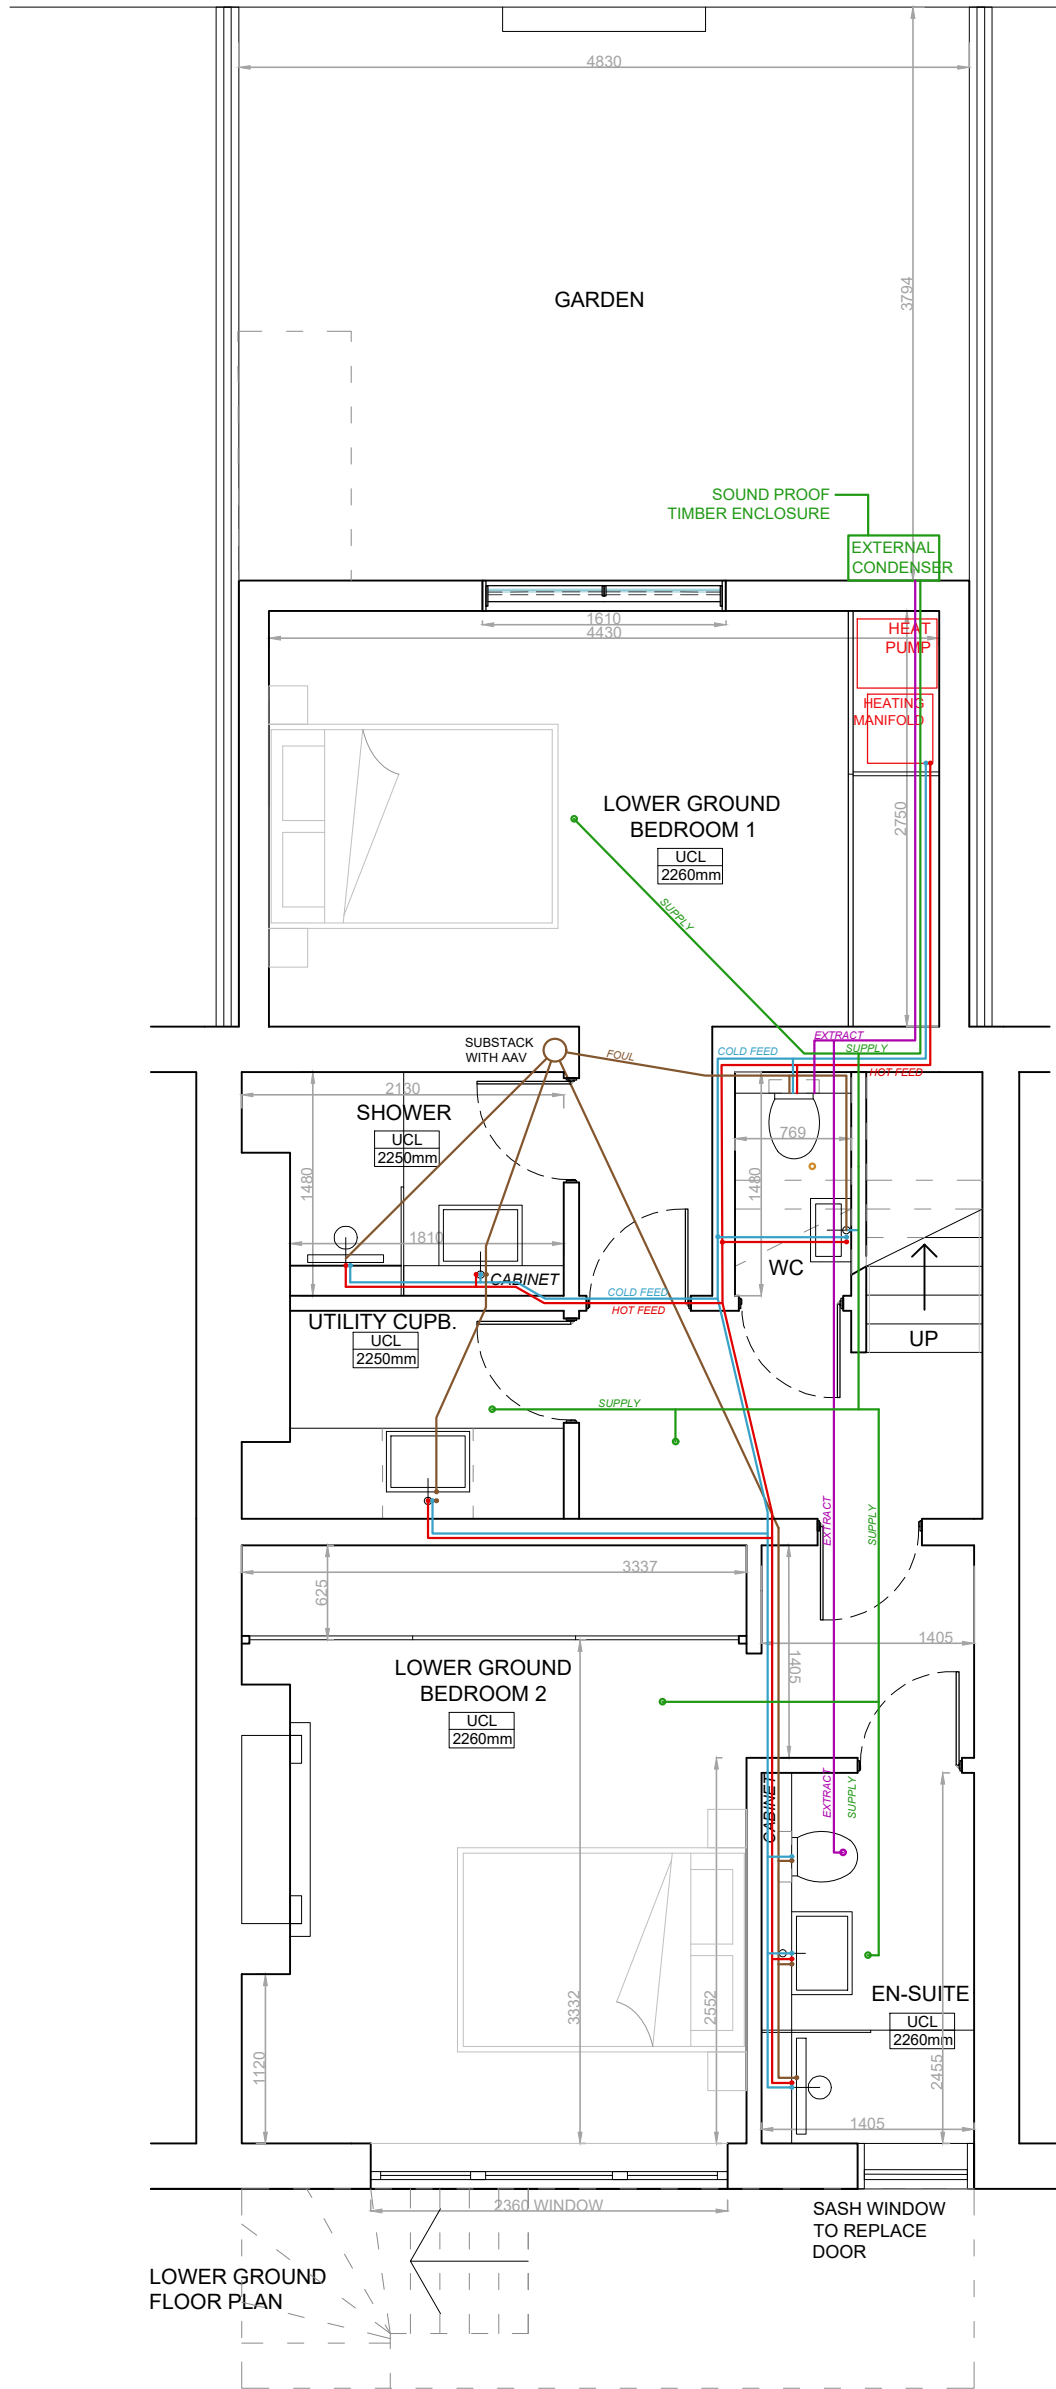 4830
3794
GARDEN
SOUND PROOF
TIMBER ENCLOSURE
EXTERNAL
CONDENSER
1610
4430
HEAT
PUMP
HEATING
MANIFOLD
2750
LOWER GROUND
BEDROOM 1
UCL
2260mm
SUPPLY
SUBSTACK
WITH AAV
FOUL
COLD FEED
EXTRACT
SUPPLY
HOT FEED
2130
SHOWER
UCL
2250mm
1480
1810
CABINET
769
1480
WC
COLD FEED
HOT FEED
UTILITY CUPB.
UCL
2250mm
UP
SUPPLY
EXTRACT
SUPPLY
3337
625
1405
1405
LOWER GROUND
BEDROOM 2
UCL
2260mm
CABINET
EXTRACT
SUPPLY
3332
2552
1120
EN-SUITE
UCL
2260mm
2455
1405
2360 WINDOW
SASH WINDOW
TO REPLACE
DOOR
LOWER GROUND
FLOOR PLAN